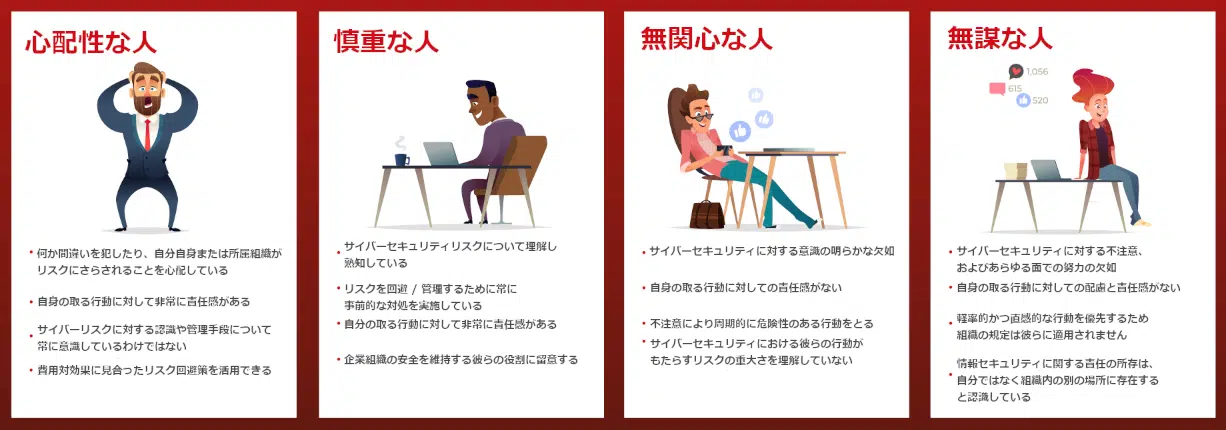 心配性な人
• 何か間違いを犯したり、自分自身または所屈組織が
リスクにさらされることを心配している
• 自身の取る行動に対して非常に責任感がある
• サイバーリスクに対する認識や管理手段について
常に意識しているわけではない
• 費用対効果に見合ったリスク回避策を活用できる
慎重な人
• サイバーセキュリティリスクについて理解し
熟知している
• リスクを回避 / 管理するために常に
事前的な対処を実施している
• 自分の取る行動に対して非常に責任感がある
• 企業組織の安全を維持する彼らの役割に留意する
無関心な人
• サイバーセキュリティに対する意識の明らかな欠如
• 自身の取る行動に対しての責任感がない
• 不注意により周期的に危険性のある行動をとる
• サイバーセキュリティにおける彼らの行動が
もたらすリスクの重大さを理解していない
無謀な人
1,056
615
520
• サイバーセキュリティに対する不注意、
およびあらゆる面での努力の欠如
• 自身の取る行動に対しての配慮と責任感がない
• 軽率的かつ直感的な行動を優先するため
組織の規定は彼らに適用されません
• 情報セキュリティに関する責任の所存は、
自分ではなく組織内の別の場所に存在する
と認識している